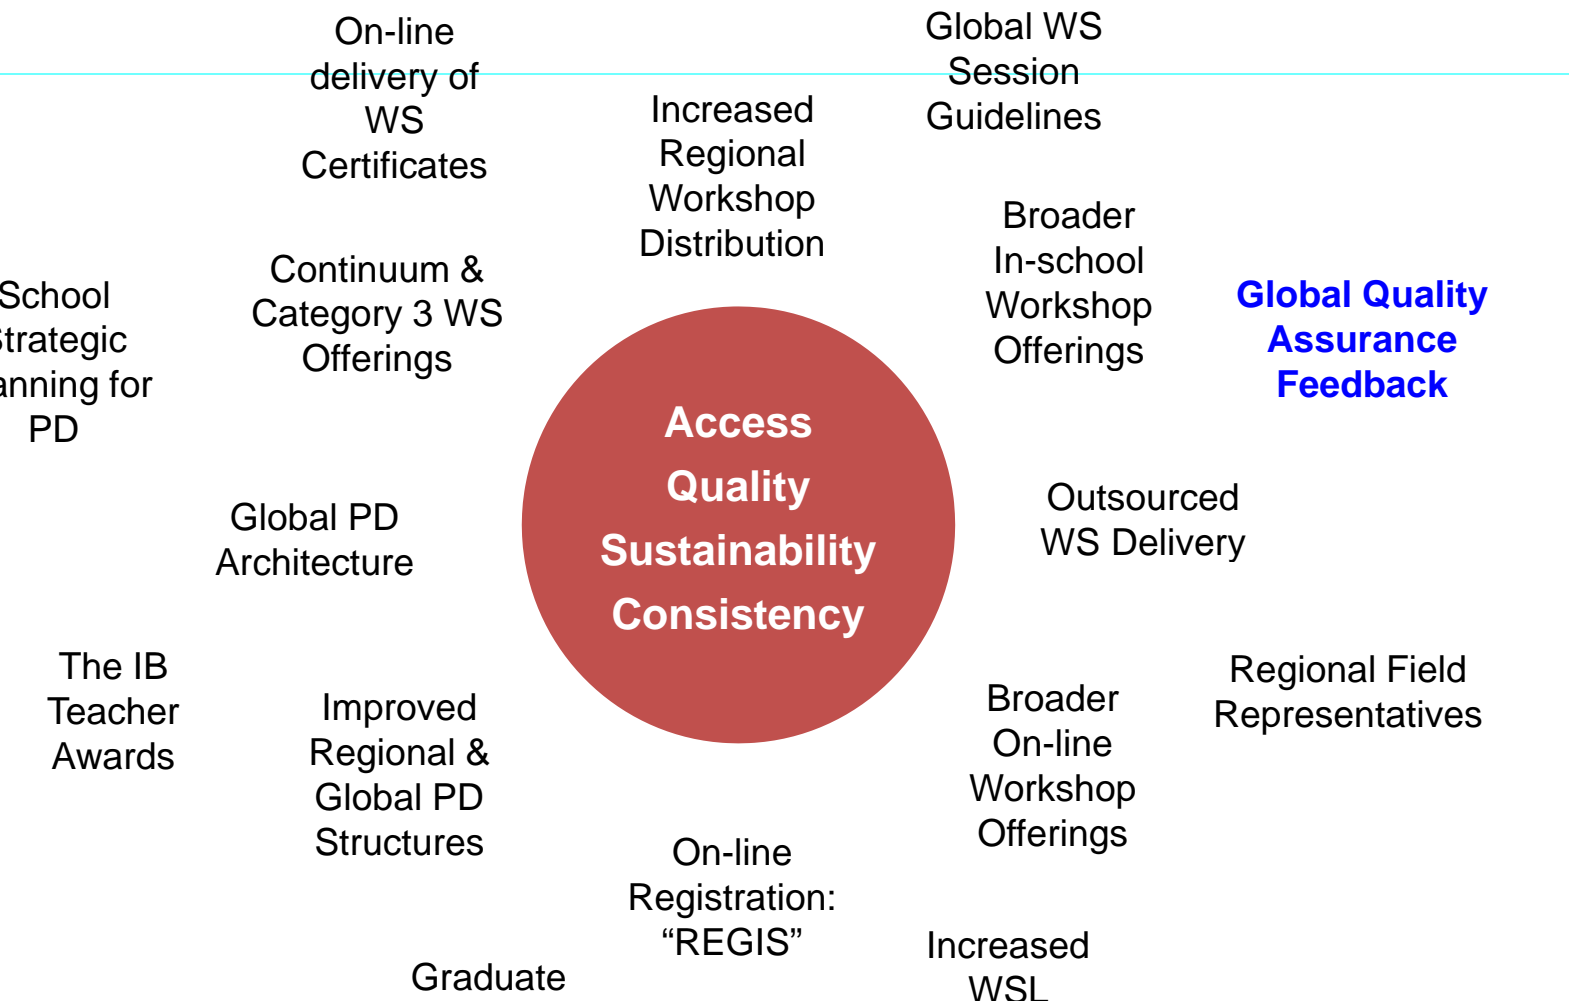 On-line
delivery of
WS
Certificates
Global WS
Session
Guidelines
Increased
Regional
Workshop
Distribution
Broader
In-school
Workshop
Offerings
Continuum &
Category 3 WS
Offerings
School
for
PD
Global Quality
Assurance
Feedback
Access
Quality
Sustainability
Consistency
Global PD
Architecture
Outsourced
WS Delivery
The IB
Teacher
Awards
Improved
Regional &
Global PD
Structures
Regional Field
Representatives
Broader
On-line
Workshop
Offerings
On-line
Registration:
“REGIS”
Graduate
Increased
WSL